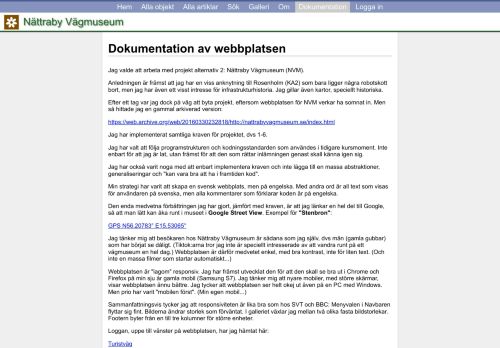 Hem Alla objekt Alla artiklar Sök Galleri Om Dokumentation Logga in
Nättraby Vägmuseum
Dokumentation av webbplatsen
Jag valde att arbeta med projekt alternativ 2: Nättraby Vägmuseum (NVM).
Anledningen är främst att jag har en viss anknytning till Rosenholm (KA2) som bara ligger några robotskott
bort, men jag har även ett visst intresse för infrastrukturhistoria. Jag gillar även kartor, speciellt historiska.
Efter ett tag var jag dock på väg att byta projekt, eftersom webbplatsen för NVM verkar ha somnat in. Men
så hittade jag en gammal arkiverad version:
https://web.archive.org/web/20160330232818/http://nattrabyvagmuseum.se/index.html
Jag har implementerat samtliga kraven för projektet, dvs 1-6.
Jag har valt att följa programstrukturen och kodningsstandarden som användes i tidigare kursmoment. Inte
enbart för att jag är lat, utan främst för att den som rättar inlämningen genast skall känna igen sig.
Jag har också varit noga med att enbart implementera kraven och inte lägga till en massa abstraktioner,
generaliseringar och "kan vara bra att ha i framtiden kod".
Min strategi har varit att skapa en svensk webbplats, men på engelska. Med andra ord är all text som visas
för användaren på svenska, men alla kommentarer som förklarar koden är på engelska.
Den enda medvetna förbättringen jag har gjort, jämfört med kraven, är att jag länkar en hel del till Google,
så att man lätt kan åka runt i museet i Google Street View. Exempel för "Stenbron":
GPS N56.20783° E15.53065°
Jag tänker mig att besökaren hos Nättraby Vägmuseum är sådana som jag själv, dvs män (gamla gubbar)
som har börjat se dåligt. (Tiktokarna tror jag inte är speciellt intresserade av att vandra runt på ett
vägmuseum en hel dag.) Webbplatsen är därför medvetet enkel, med bra kontrast, inte för liten text. (Och
inte en massa filmer som startar automatiskt...)
Webbplatsen är "lagom" responsiv. Jag har främst utvecklat den för att den skall se bra ut i Chrome och
Firefox på min sju år gamla mobil (Samsung S7). Jag tänker mig att nyare mobiler, med större skärmar,
visar webbplatsen ännu bättre. Jag tycker att webbplatsen ser helt okej ut även på en PC med Windows.
Men prio har varit "mobilen först". (Min egen mobil...)
Sammanfattningsvis tycker jag att responsiviteten är lika bra som hos SVT och BBC: Menyvalen i Navbaren
flyttar sig fint. Bilderna ändrar storlek som förväntat. I galleriet växlar jag mellan två olika fasta bildstorlekar.
Footern byter från en till tre kolumner för större enheter.
Loggan, uppe till vänster på webbplatsen, har jag hämtat här:
Turistväg